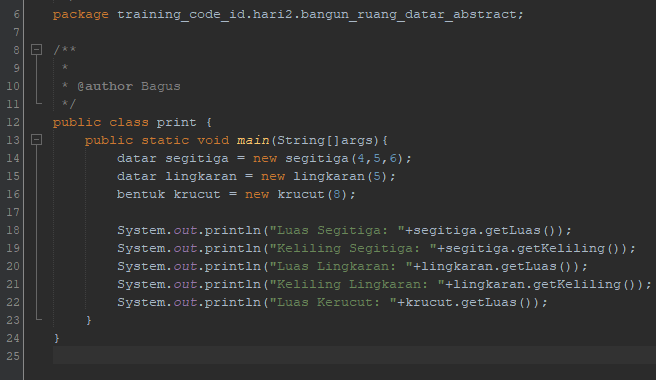 6 package training_code_id.hari2.bangun_ruang_datar_abstract;
7
8 /**
9 *
10 * @author Bagus
11 */
12 public class print {
13 public static void main(String[]args){
14 datar segitiga = new segitiga(4,5,6);
15 datar lingkaran = new lingkaran(5);
16 bentuk krucut = new krucut(8);
17
18 System.out.println("Luas Segitiga: "+segitiga.getLuas());
19 System.out.println("Keliling Segitiga: "+segitiga.getKeliling());
20 System.out.println("Luas Lingkaran: "+lingkaran.getLuas());
21 System.out.println("Keliling Lingkaran: "+lingkaran.getKeliling());
22 System.out.println("Luas Kerucut: "+krucut.getLuas());
23 }
24 }
25